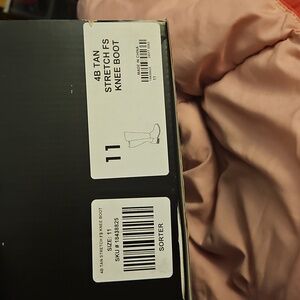 4B TAN
STRETCH FS
KNEE BOOT
MADE IN CHINA
11
11
4B TAN STRETCH FS KNEE BOOT
SIZE: 11
SKU # 18438825
SORTER